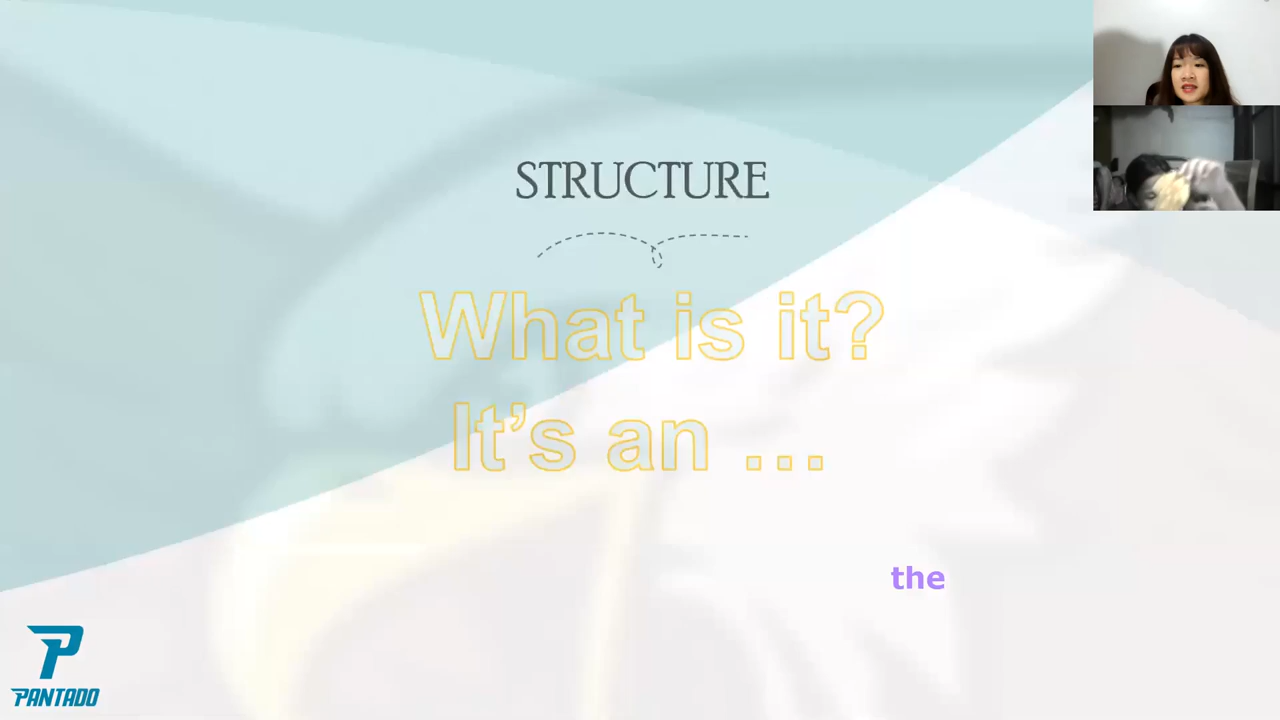 STRUCTURE
What is it?
It's an ...
the
PANTADO